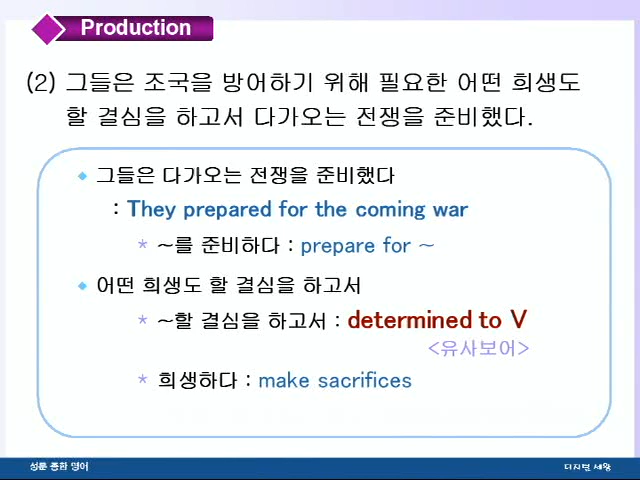 Production
(2) 그들은 조국을 방어하기 위해 필요한 어떤 희생도
할 결심을 하고서 다가오는 전쟁을 준비했다.
그들은 다가오는 전쟁을 준비했다
: They prepared for the coming war
* ~를 준비하다 : prepare for ~
어떤 희생도 할 결심을 하고서
* ~할 결심을 하고서 : determined to V
<유사보어>
* 희생하다 : make sacrifices
성문 종합 영어
디지털 세왕